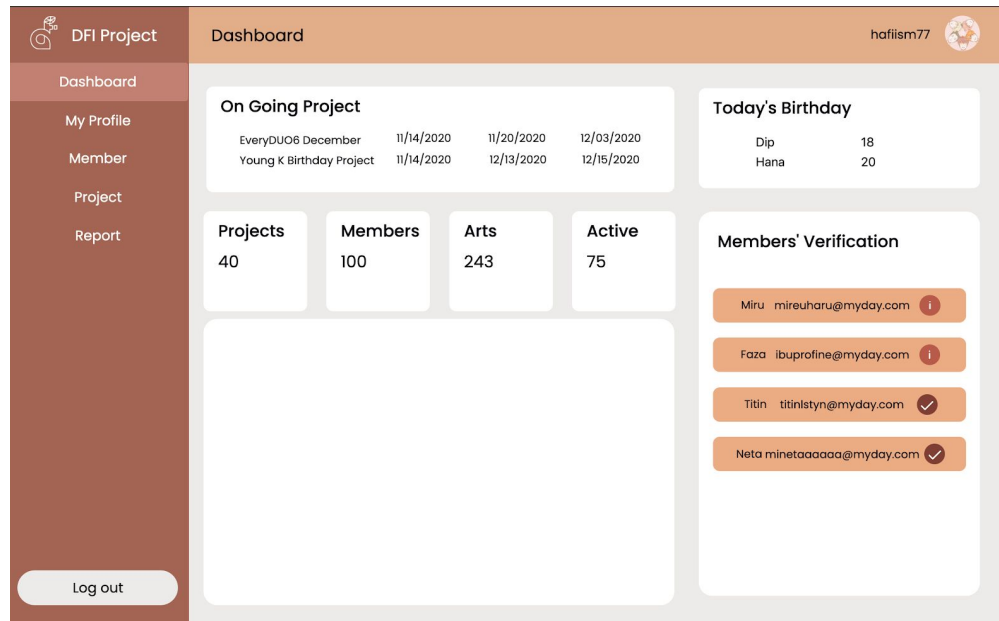 DFI Project
Dashboard
My Profile
Member
Project
Report
Log out
Dashboard
hafiism77
On Going Project
EveryDUO6 December 11/14/2020 11/20/2020 12/03/2020
Young K Birthday Project 11/14/2020 12/13/2020 12/15/2020
Today's Birthday
Dip 18
Hana 20
Projects
40
Members
100
Arts
243
Active
75
Members' Verification
Miru mireuharu@myday.com i
Faza ibuprofine@myday.com i
Titin titinlstyn@myday.com
Neta minetaaaaaa@myday.com